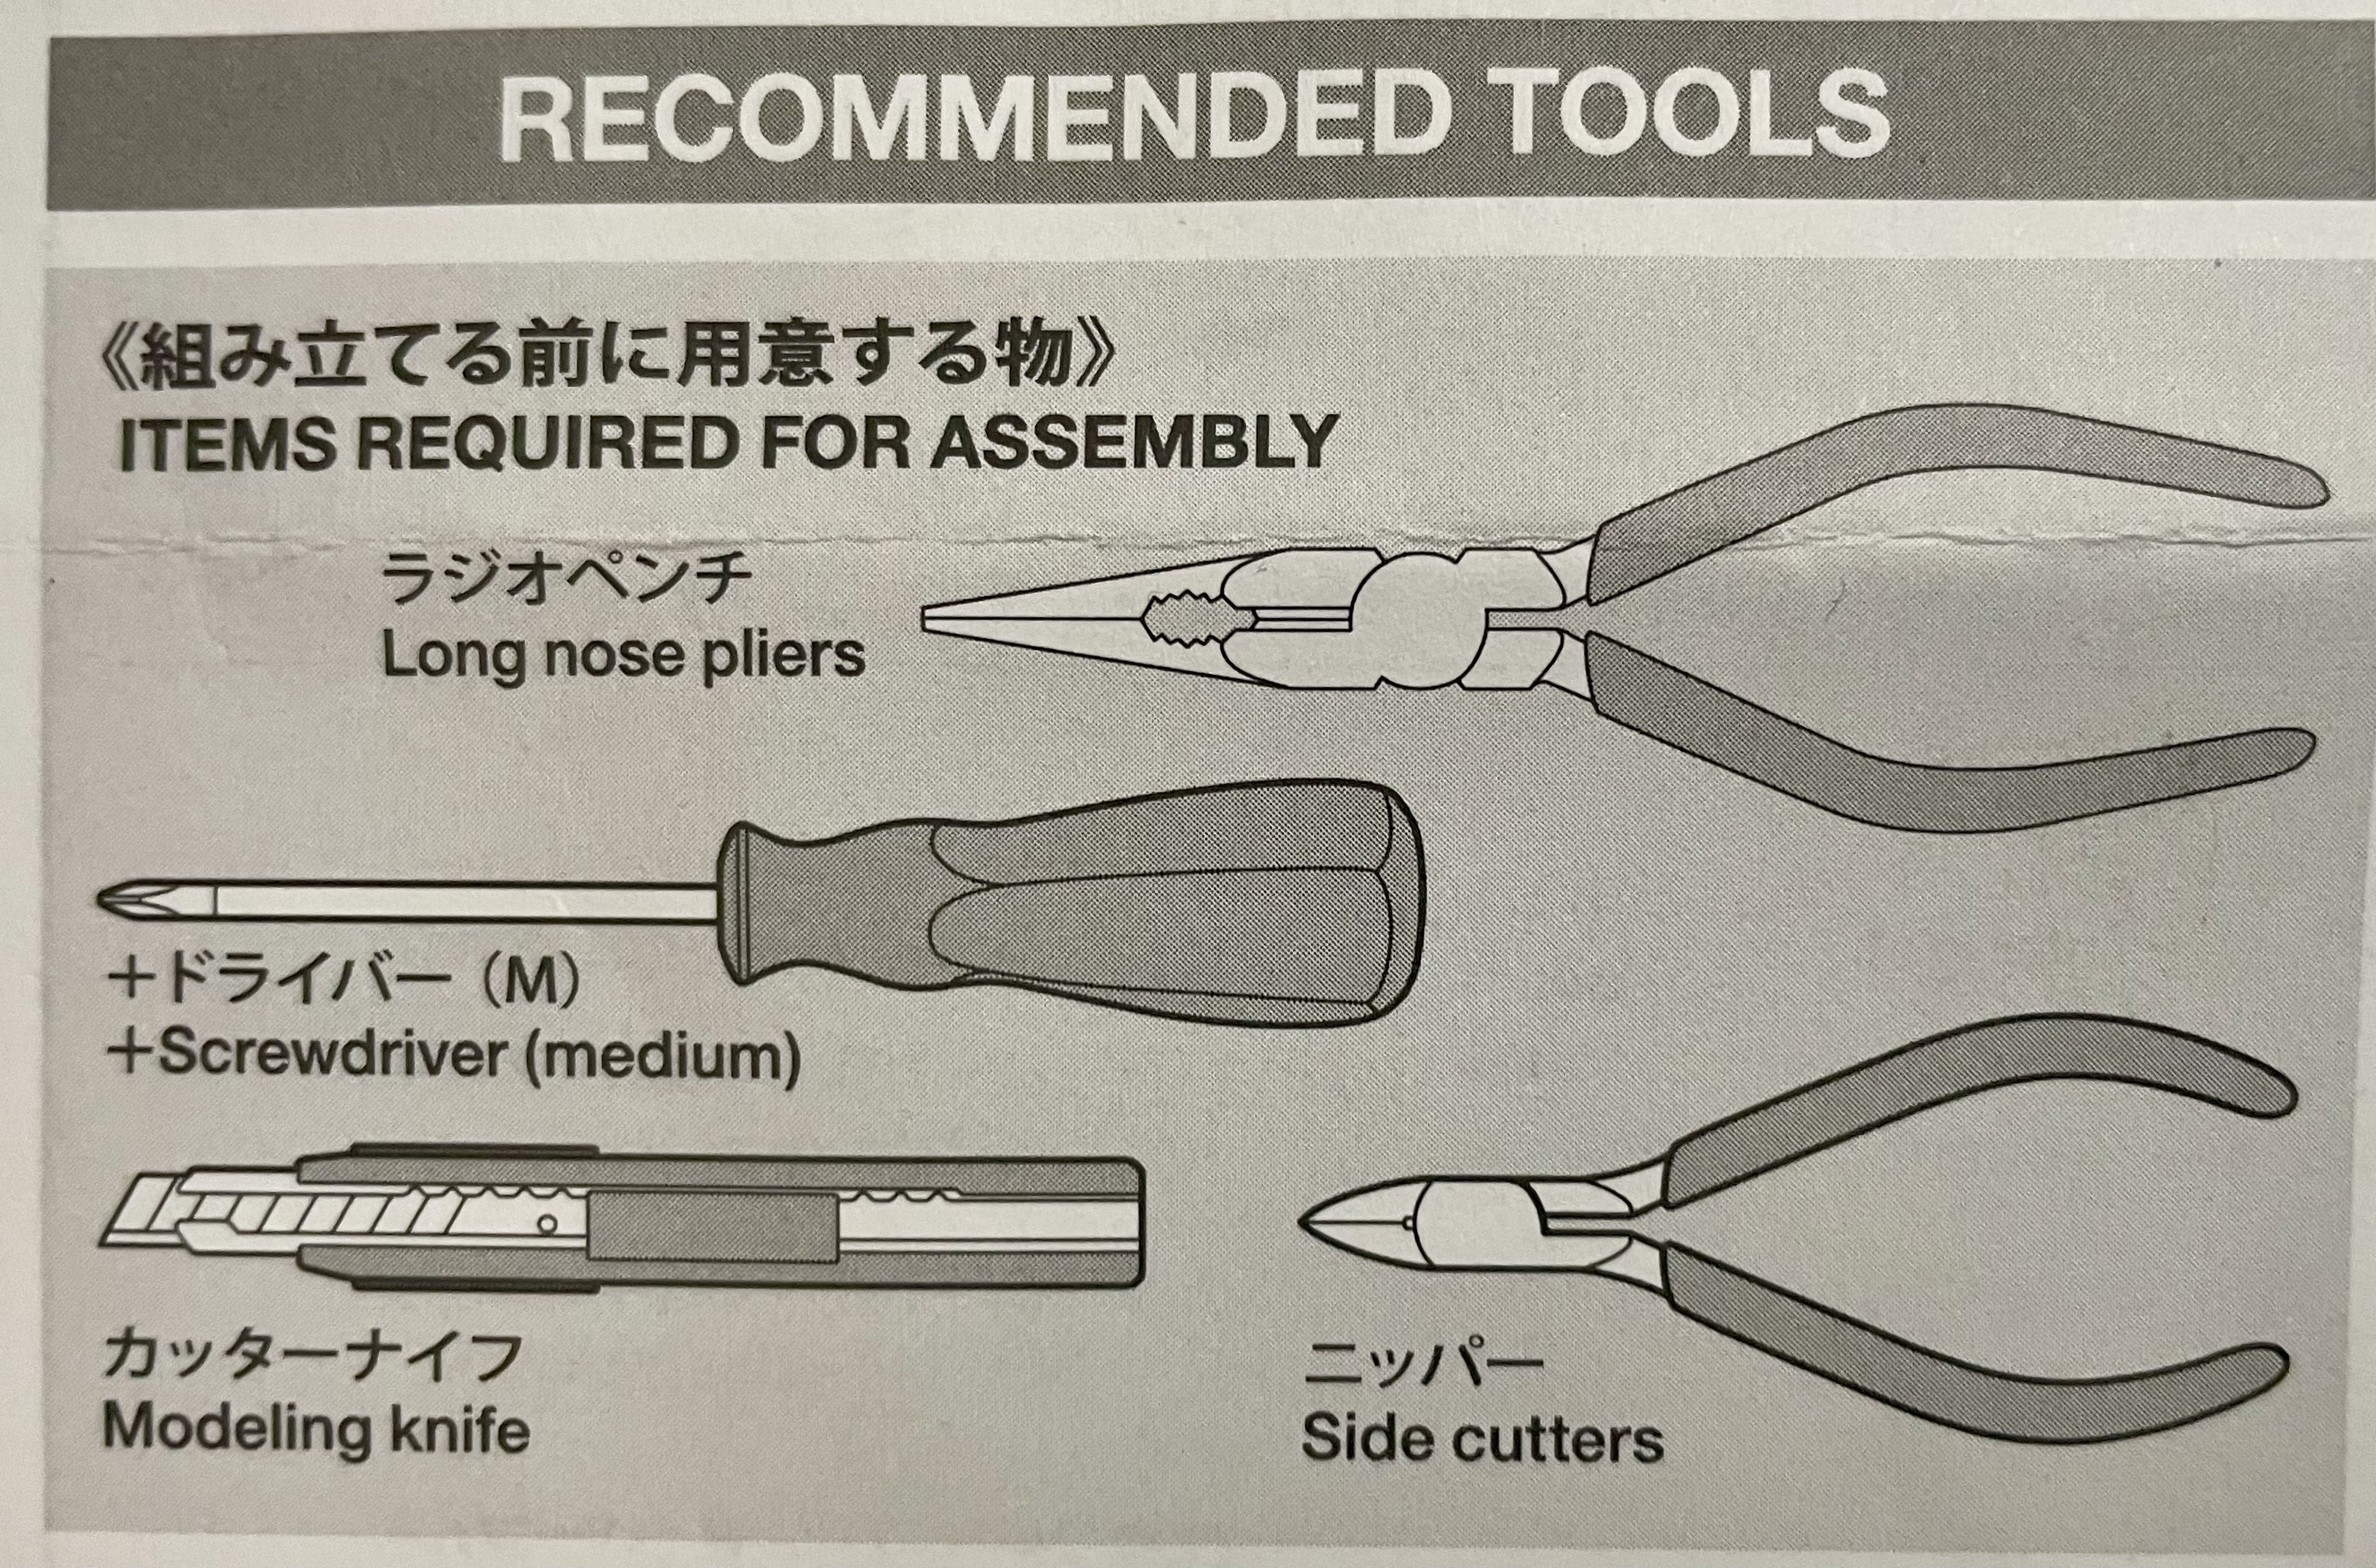 RECOMMENDED TOOLS
《組み立てる前に用意する物》
ITEMS REQUIRED FOR ASSEMBLY
ラジオペンチ
Long nose pliers
+ドライバー（M）
+Screwdriver (medium)
カッターナイフ
Modeling knife
ニッパー
Side cutters